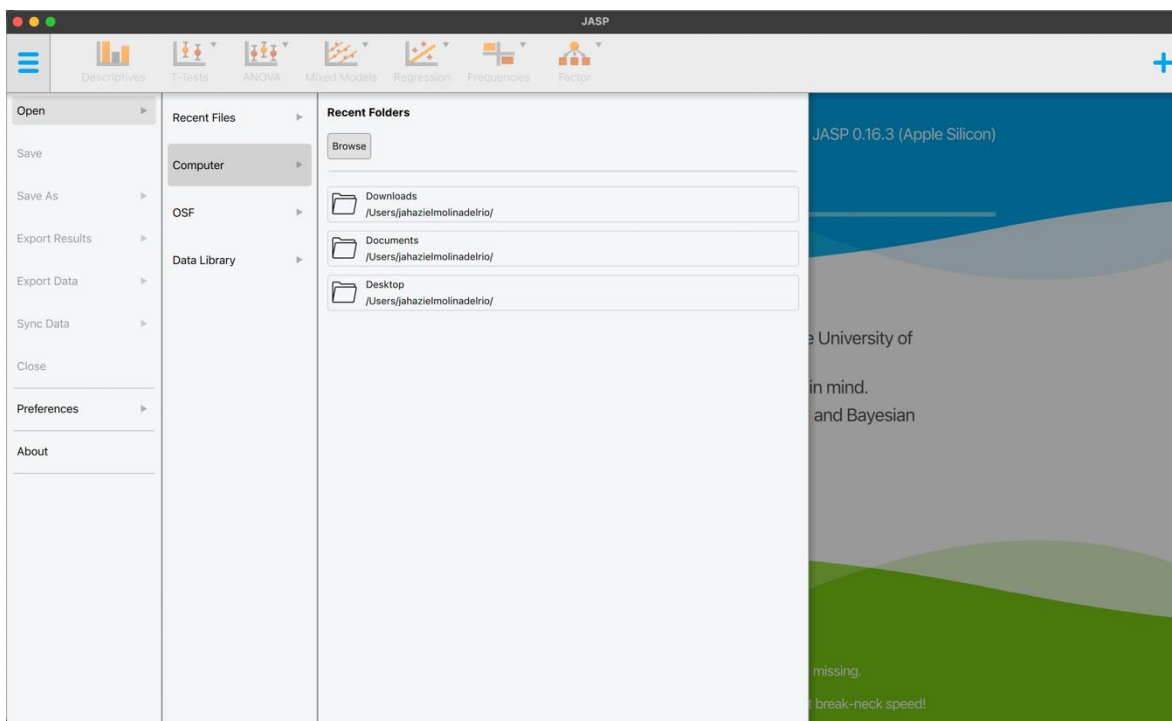 JASP
Descriptives
T-Tests
ANOVA
Mixed Models
Regression
Frequencies
Factor
Open
Save
Save As
Export Results
Export Data
Sync Data
Close
Preferences
About
Recent Files
Computer
OSF
Data Library
Recent Folders
Browse
Downloads
/Users/jahazielmolinadelrio/
Documents
/Users/jahazielmolinadelrio/
Desktop
/Users/jahazielmolinadelrio/
JASP 0.16.3 (Apple Silicon)
University of
in mind.
and Bayesian
missing.
break-neck speed!